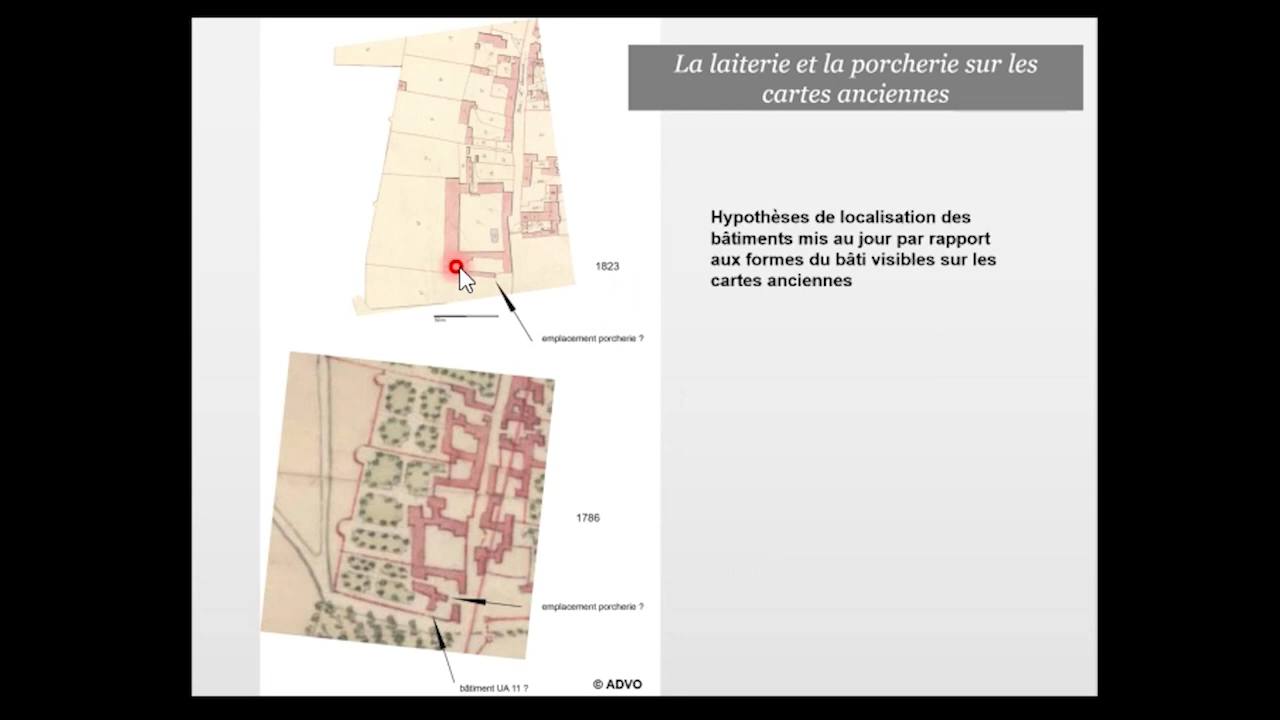 La laiterie et la porcherie sur les
cartes anciennes
Hypothèses de localisation des
bâtiments mis au jour par rapport
aux formes du bâti visibles sur les
cartes anciennes
1823
emplacement porcherie ?
1786
emplacement porcherie ?
bâtiment UA 11 ?
© ADVO